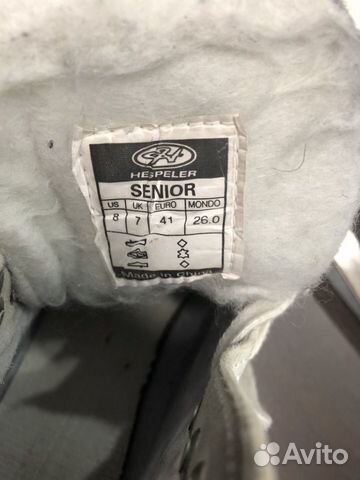 HESPELER
SENIOR
US UK EURO MONDO
8 7 41 26.0
Made in China
Avito